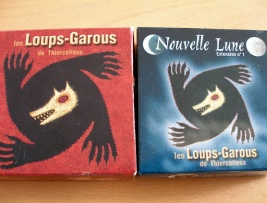 les Loups-Garous
de Thiercelieux
Nouvelle Lune
Extension n°1
les Loups-Garous
de Thiercelieux